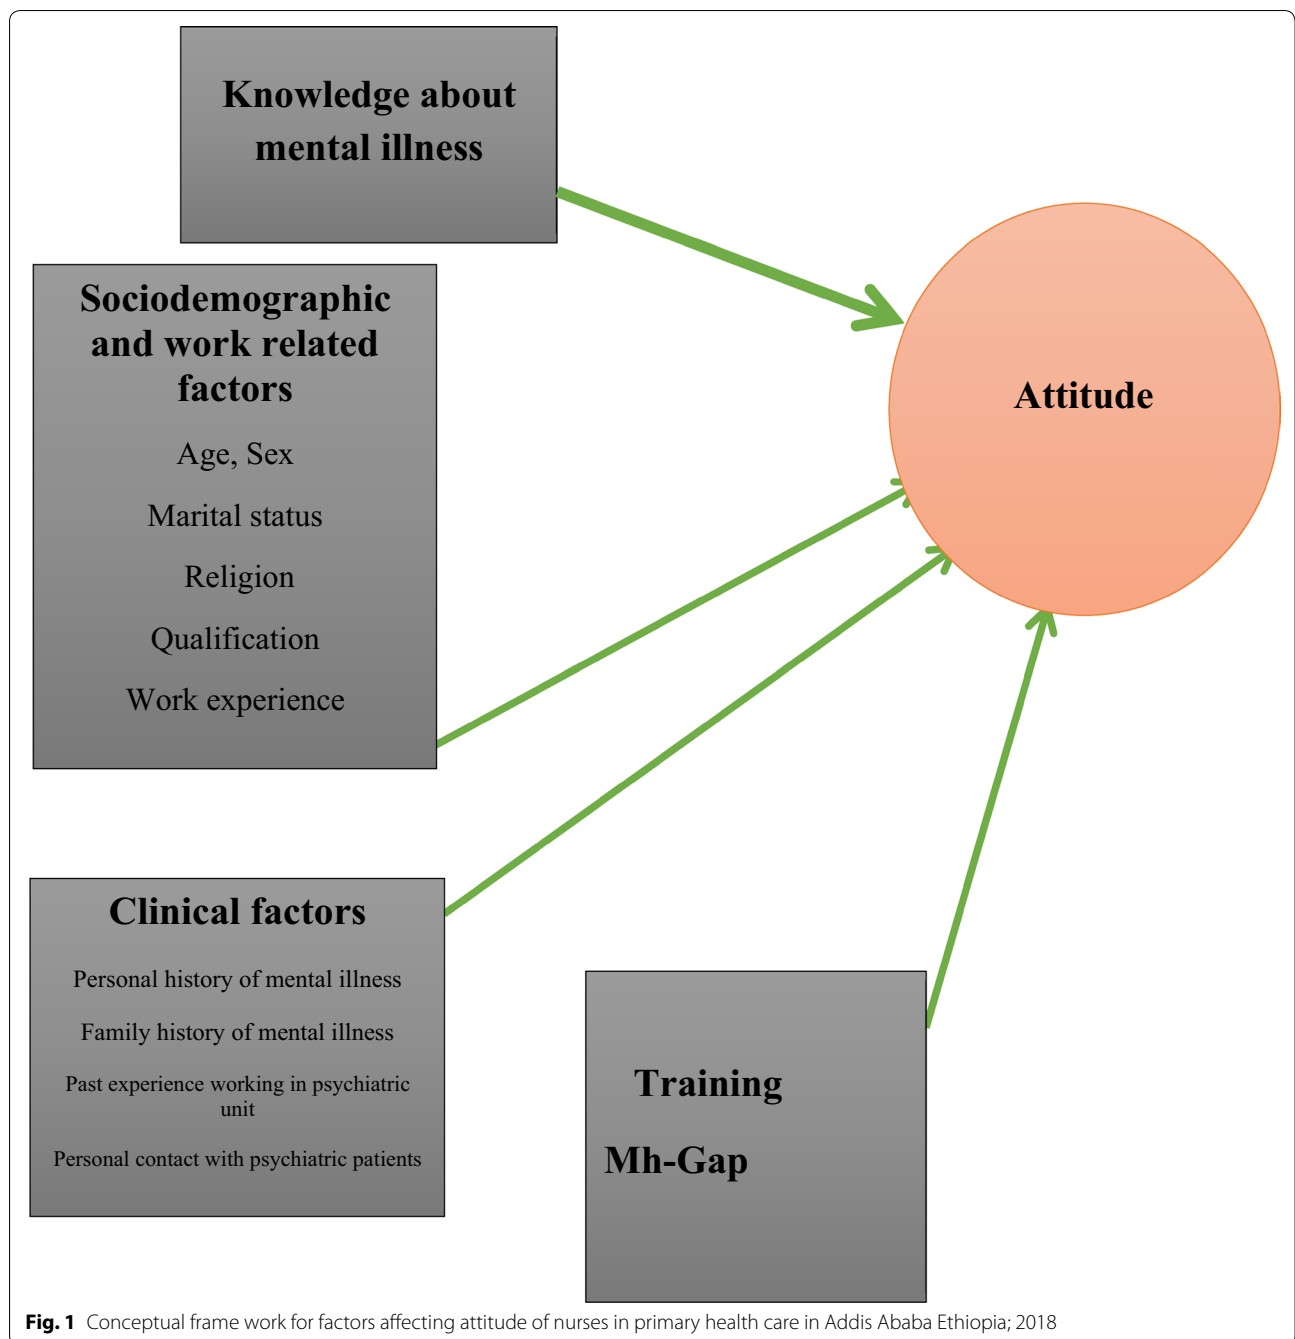 Knowledge about
mental illness
Sociodemographic
and work related
factors
Age, Sex
Marital status
Religion
Qualification
Work experience
Attitude
Clinical factors
Personal history of mental illness
Family history of mental illness
Past experience working in psychiatric
unit
Personal contact with psychiatric patients
Training
Mh-Gap
Fig. 1 Conceptual frame work for factors affecting attitude of nurses in primary health care in Addis Ababa Ethiopia; 2018